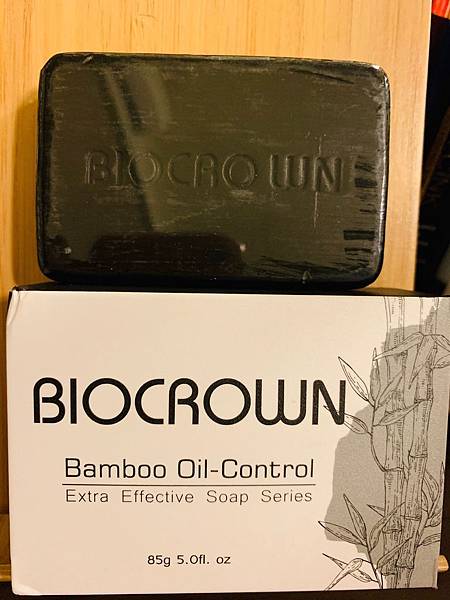 BIOCROWN
BIOCROWN
Bamboo Oil-Control
Extra Effective Soap Series
85g 5.0fl. oz